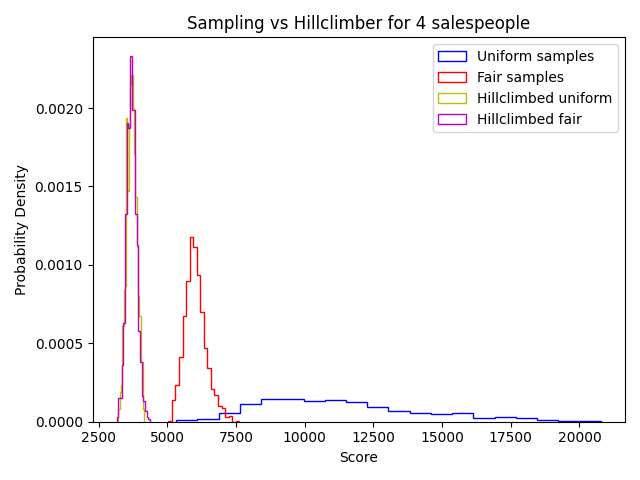 Sampling vs Hillclimber for 4 salespeople
Uniform samples
Fair samples
Hillclimbed uniform
Hillclimbed fair
Probability Density
0.0020
0.0015
0.0010
0.0005
0.0000
2500 5000 7500 10000 12500 15000 17500 20000
Score